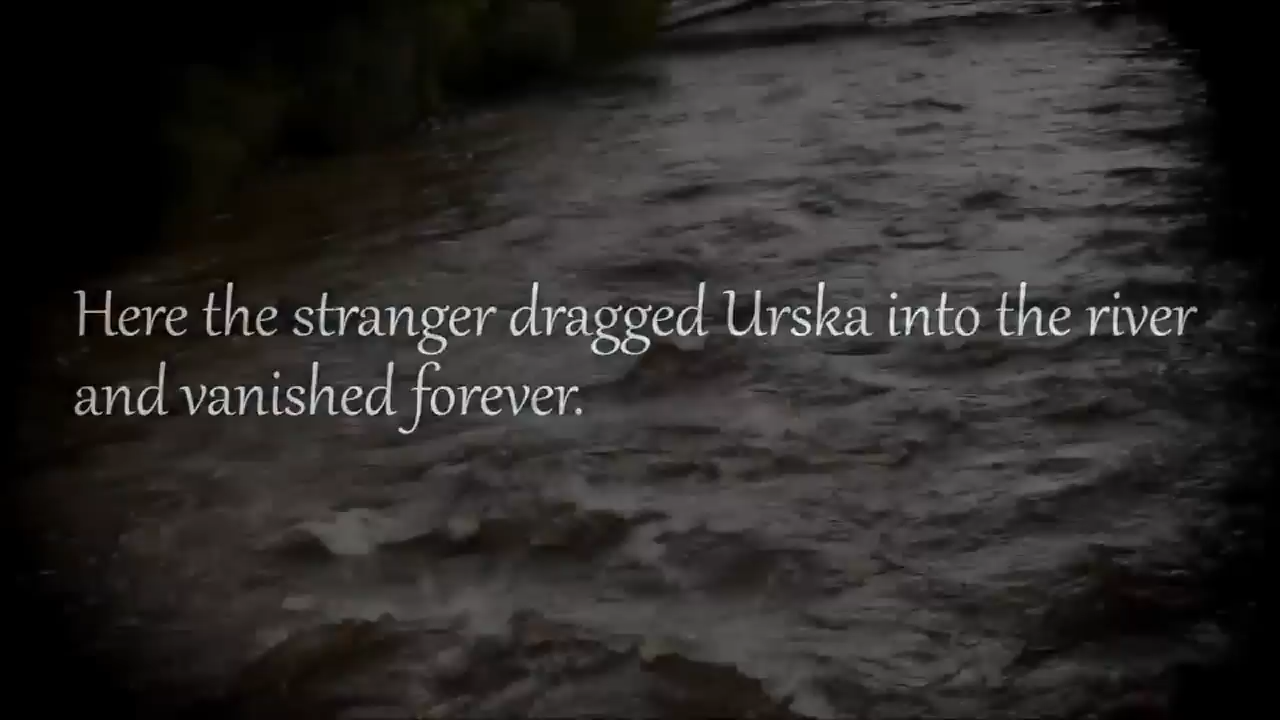 Here the stranger dragged Urska into the river
and vanished forever.